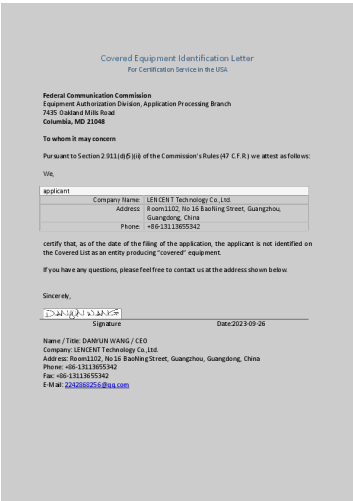 Covered Equipment Identification Letter
For Certification Service in the USA
Federal Communication Commission
Equipment Authorization Division, Application Processing Branch
7435 Oakland Mills Road
Columbia, MD 21048
To whom it may concern
Pursuant to Section 2.911(d)(5)(ii) of the Commission's Rules (47 C.F.R.) we attest as follows:
We,
applicant
Company Name: LENCENT Technology Co.,Ltd.
Address: Room1102, No 16 BaoNing Street, Guangzhou,
Guangdong, China
Phone: +86-13113655342
certify that, as of the date of the filing of the application, the applicant is not identified on
the Covered List as an entity producing "covered" equipment.
If you have any questions, please feel free to contact us at the address shown below.
Sincerely,
DANYUN WANG
Signature Date:2023-09-26
Name / Title: DANYUN WANG / CEO
Company: LENCENT Technology Co.,Ltd.
Address: Room1102, No 16 BaoNing Street, Guangzhou, Guangdong, China
Phone: +86-13113655342
Fax: +86-13113655342
E-Mail: 2242868256@qq.com